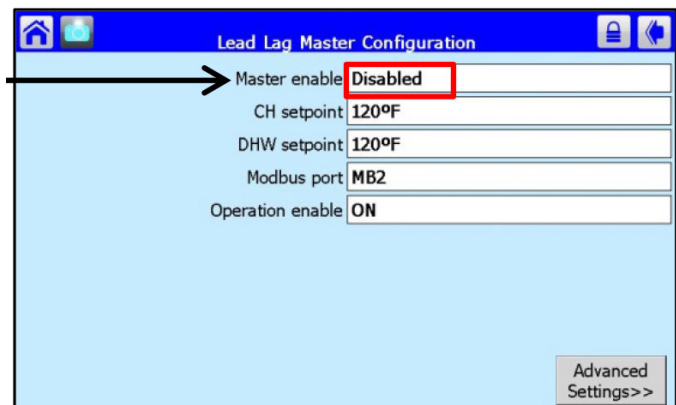 Lead Lag Master Configuration
Master enable Disabled
CH setpoint 120ºF
DHW setpoint 120ºF
Modbus port MB2
Operation enable ON
Advanced
Settings>>